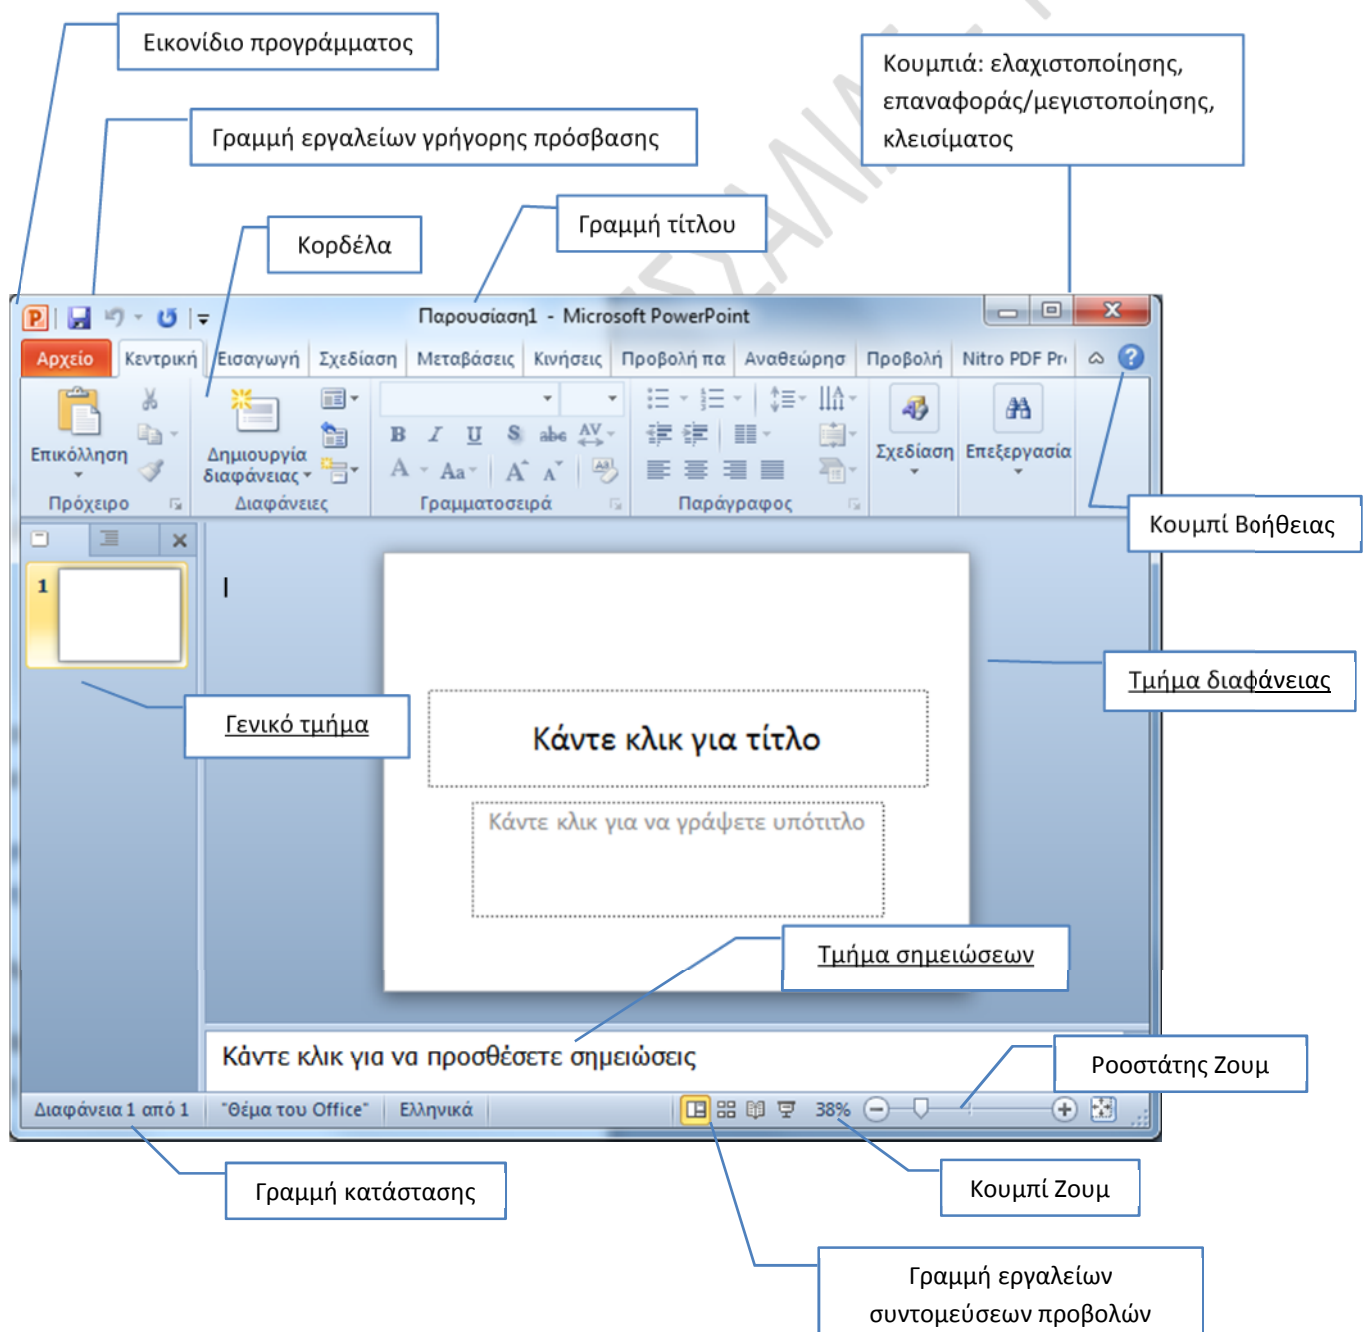 Εικονίδιο προγράμματος
Κουμπιά: ελαχιστοποίησης,
επαναφοράς/μεγιστοποίησης,
κλεισίματος
Γραμμή εργαλείων γρήγορης πρόσβασης
Γραμμή τίτλου
Κορδέλα
Παρουσίαση1 - Microsoft PowerPoint
Αρχείο Κεντρική Εισαγωγή Σχεδίαση Μεταβάσεις Κινήσεις Προβολή πα Αναθεώρησ Προβολή Nitro PDF Pr
Επικόλληση
Δημιουργία
διαφάνειας
Σχεδίαση Επεξεργασία
Πρόχειρο Διαφάνειες Γραμματοσειρά Παράγραφος
Κουμπί Βοήθειας
1
Τμήμα διαφάνειας
Γενικό τμήμα
Κάντε κλικ για τίτλο
Κάντε κλικ για να γράψετε υπότιτλο
Τμήμα σημειώσεων
Κάντε κλικ για να προσθέσετε σημειώσεις
Ροοστάτης Ζουμ
Διαφάνεια 1 από 1 "Θέμα του Office" Ελληνικά 38%
Γραμμή κατάστασης
Κουμπί Ζουμ
Γραμμή εργαλείων
συντομεύσεων προβολών